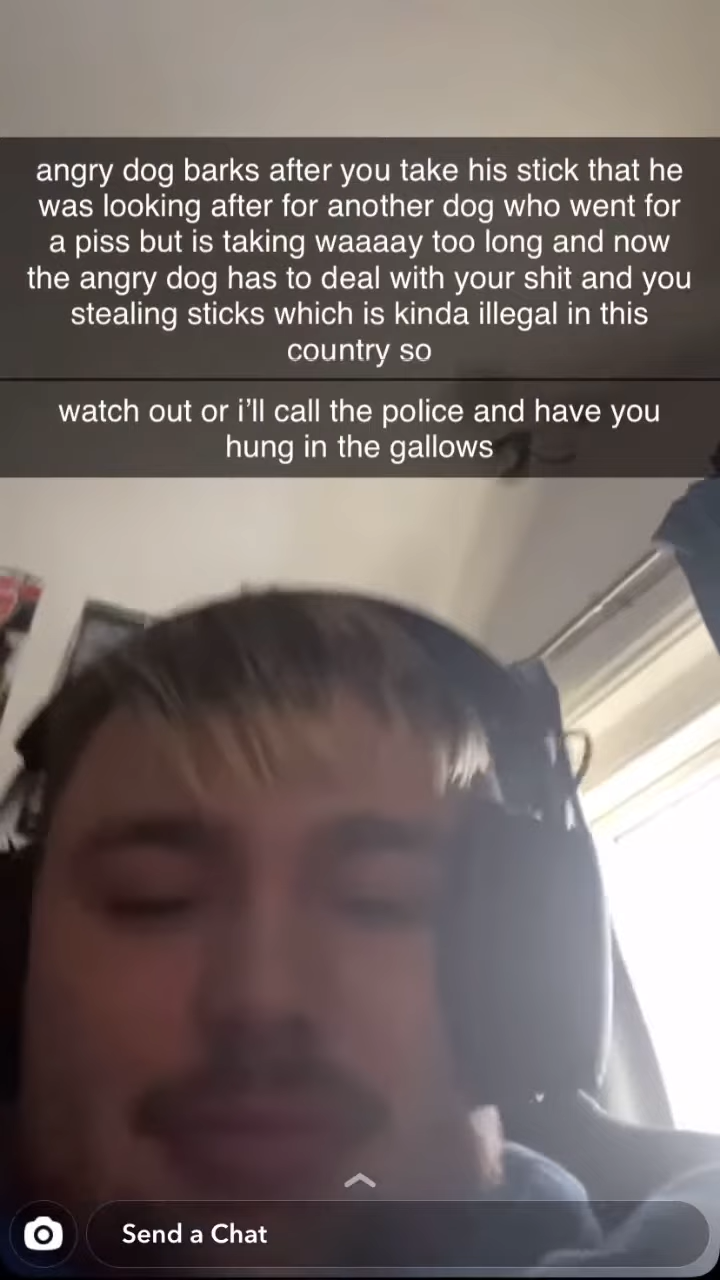 angry dog barks after you take his stick that he
was looking after for another dog who went for
a piss but is taking waaaay too long and now
the angry dog has to deal with your shit and you
stealing sticks which is kinda illegal in this
country so
watch out or i’ll call the police and have you
hung in the gallows
Send a Chat